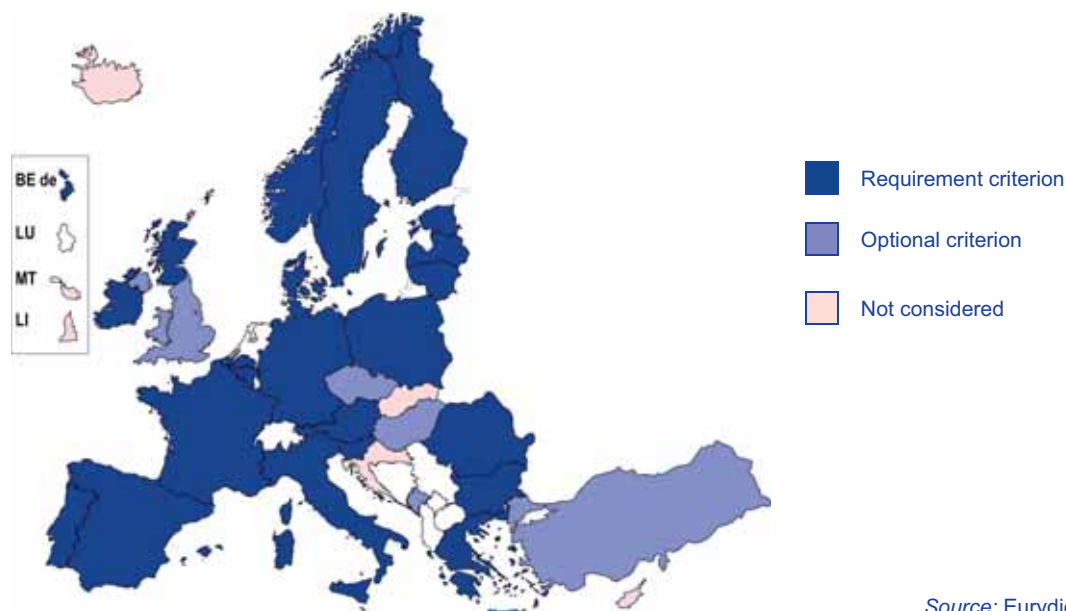 BE de
LU
MT
LI
Requirement criterion
Optional criterion
Not considered
Source: